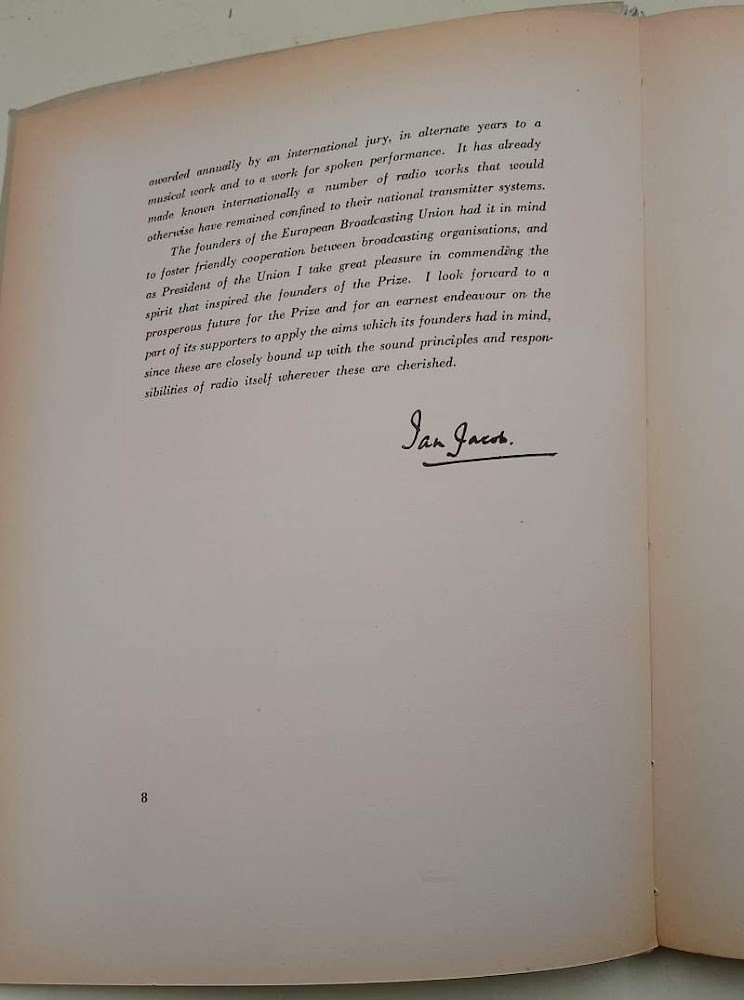 awarded annually by an international jury, in alternate years to a
musical work and to a work for spoken performance. It has already
made known internationally a number of radio works that would
otherwise have remained confined to their national transmitter systems.
The founders of the European Broadcasting Union had it in mind
to foster friendly cooperation between broadcasting organisations, and
as President of the Union I take great pleasure in commending the
spirit that inspired the founders of the Prize. I look forward to a
prosperous future for the Prize and for an earnest endeavour on the
part of its supporters to apply the aims which its founders had in mind,
since these are closely bound up with the sound principles and respon-
sibilities of radio itself wherever these are cherished.
Ian Jacob.
8